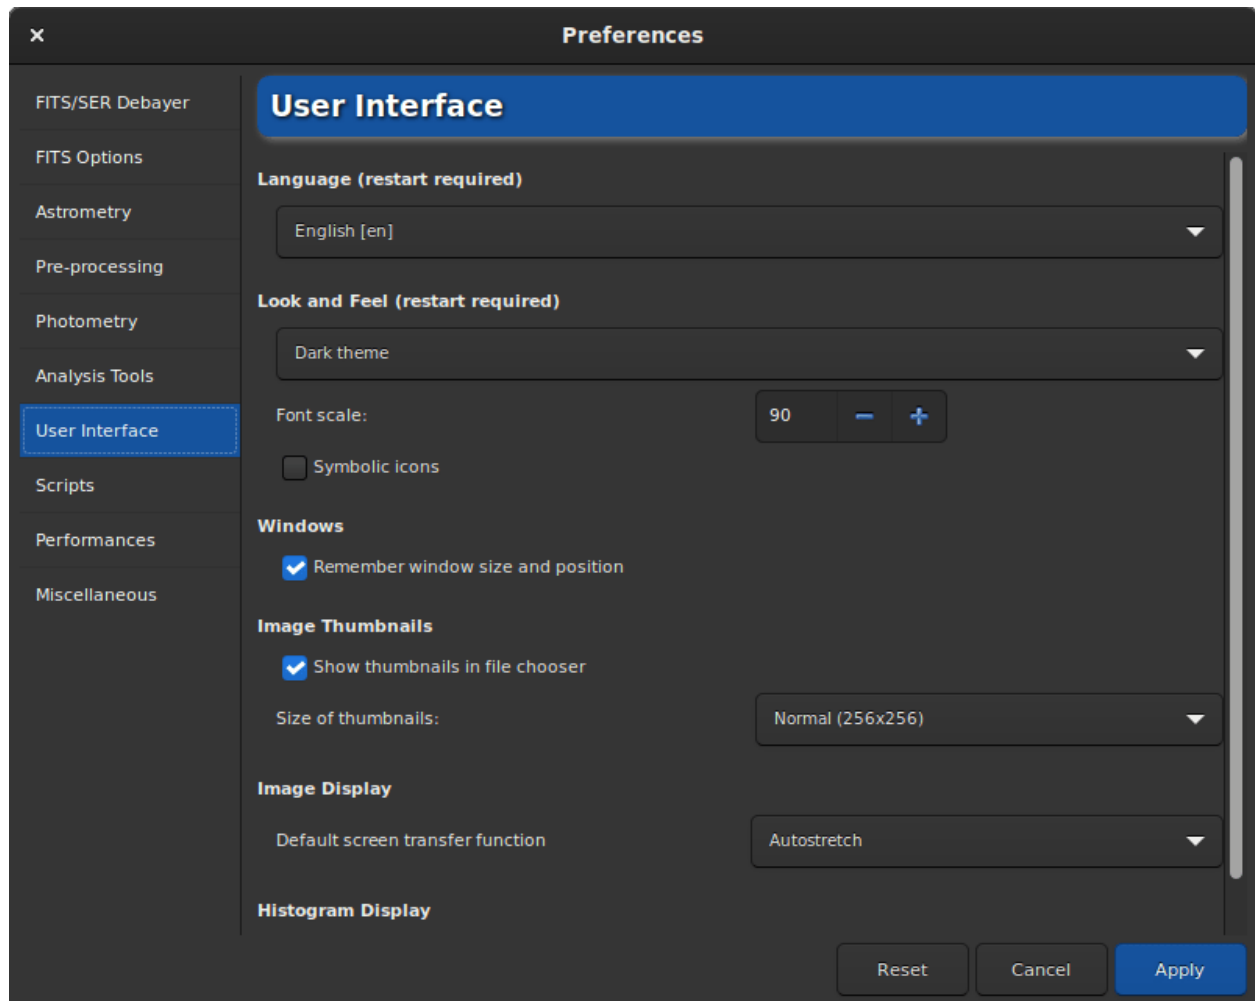 Preferences
FITS/SER Debayer
FITS Options
Astrometry
Pre-processing
Photometry
Analysis Tools
User Interface
Scripts
Performances
Miscellaneous
User Interface
Language (restart required)
English [en]
Look and Feel (restart required)
Dark theme
Font scale: 90
Symbolic icons
Windows
Remember window size and position
Image Thumbnails
Show thumbnails in file chooser
Size of thumbnails: Normal (256x256)
Image Display
Default screen transfer function Autostretch
Histogram Display
Reset Cancel Apply